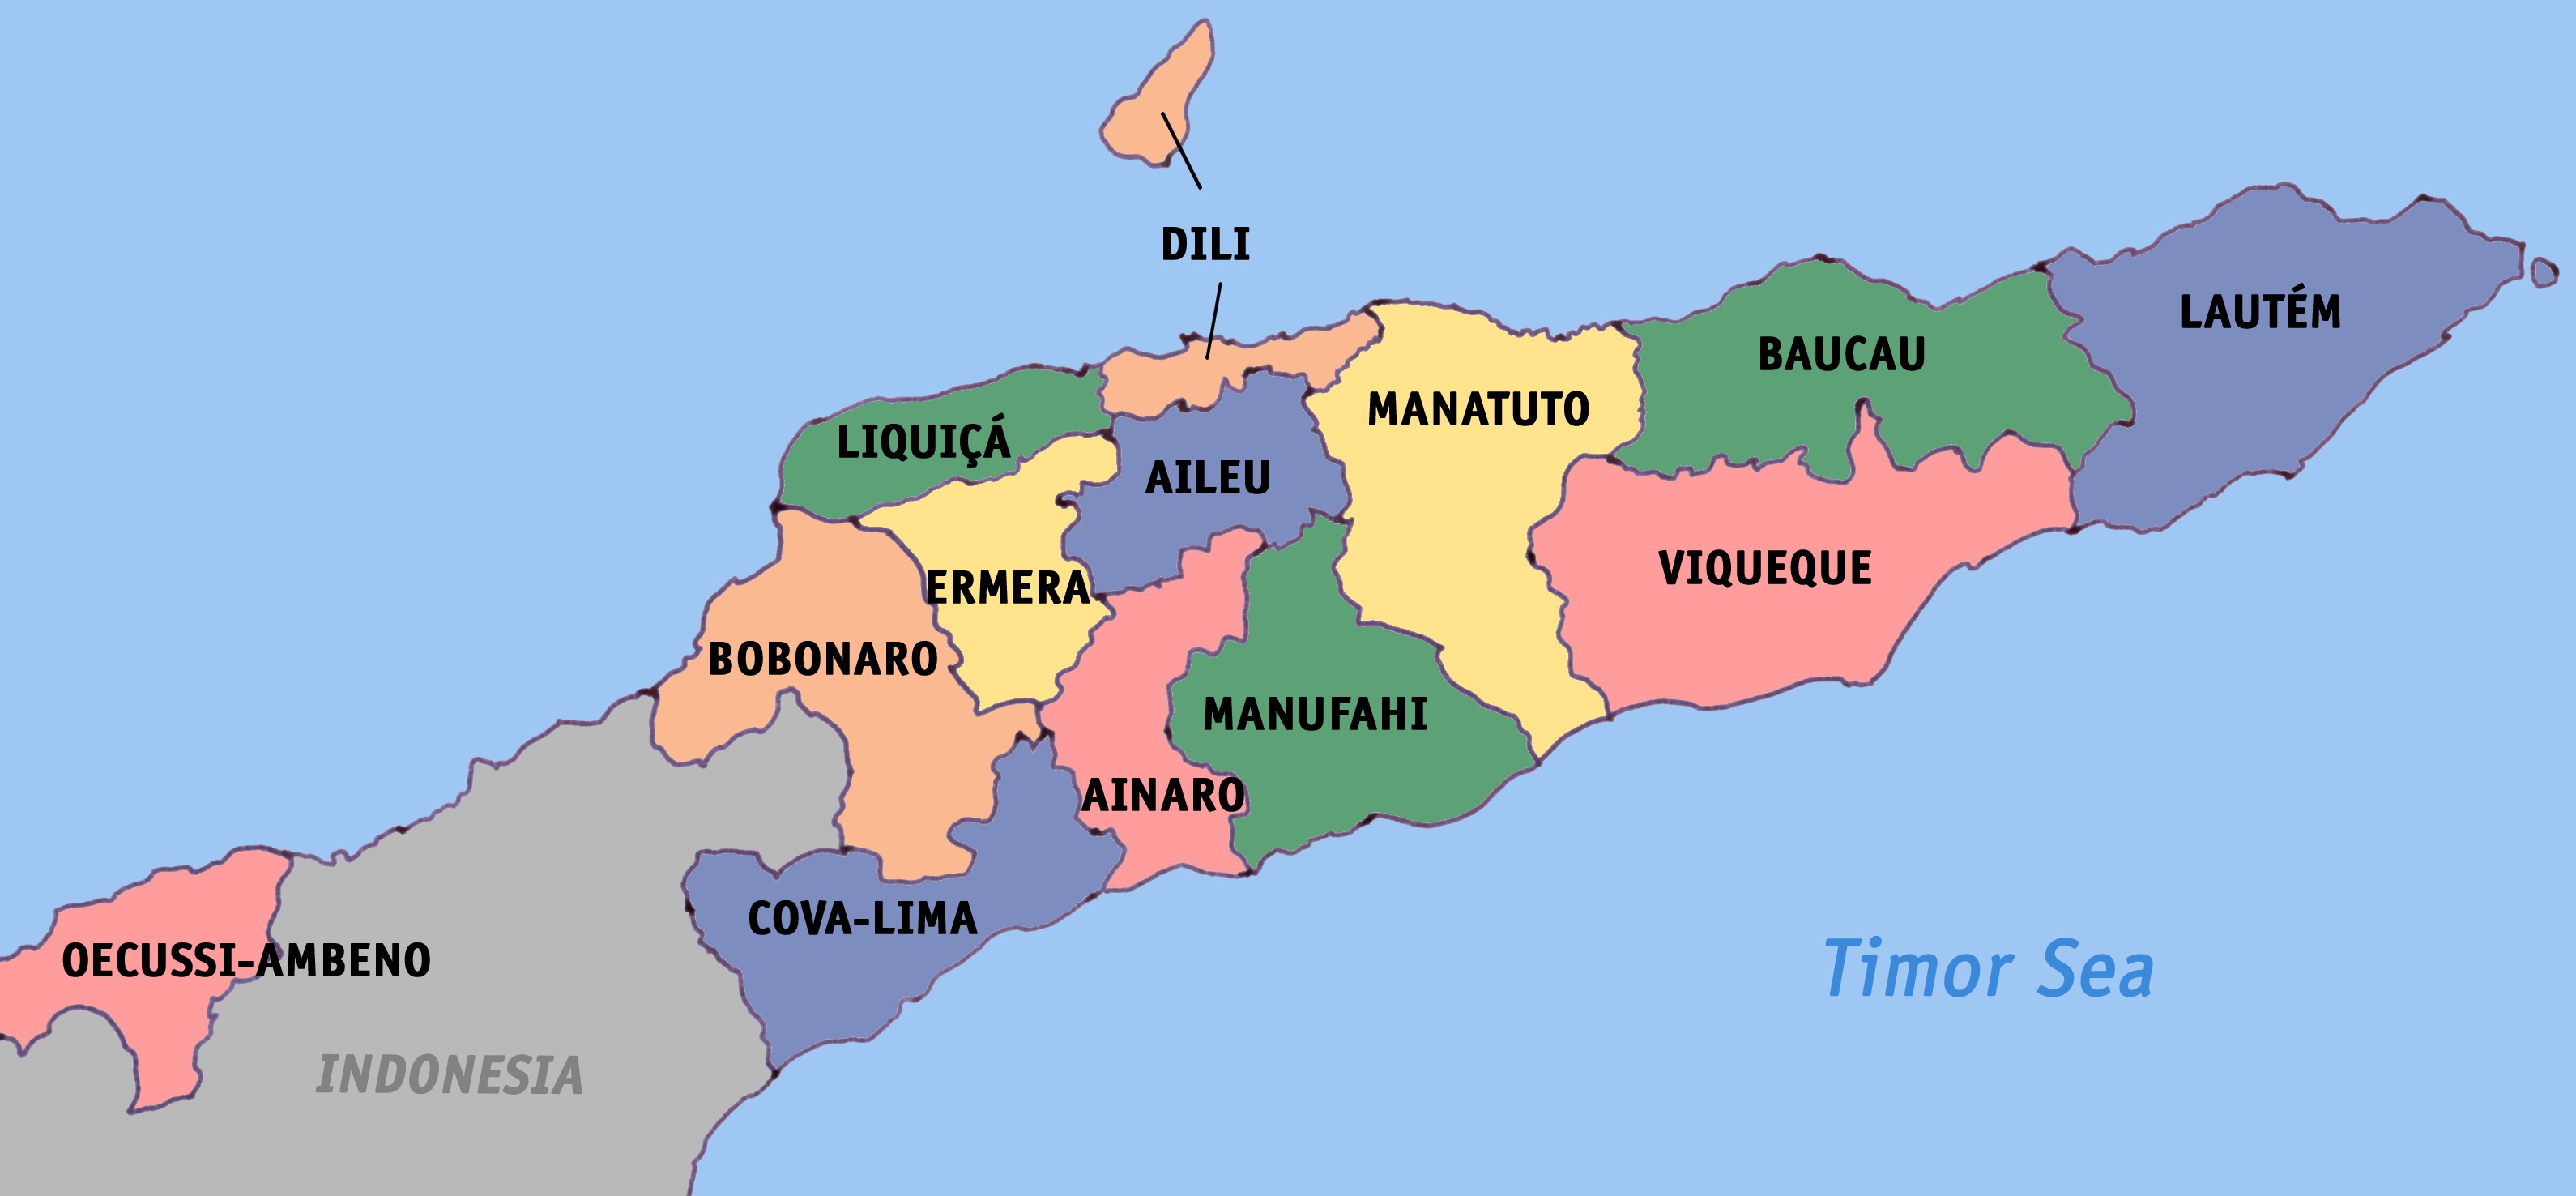 DILI
LAUTÉM
BAUCAU
MANATUTO
LIQUIÇÁ
AILEU
VIQUEQUE
ERMERA
BOBONARO
MANUFAHI
AINARO
COVA-LIMA
OECUSSI-AMBENO
Timor Sea
INDONESIA